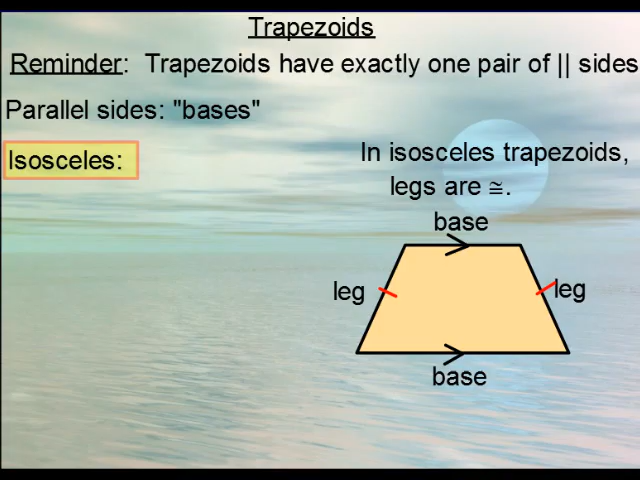 Trapezoids
Reminder: Trapezoids have exactly one pair of || sides
Parallel sides: "bases"
Isosceles:
In isosceles trapezoids,
legs are ≅.
base
leg
leg
base